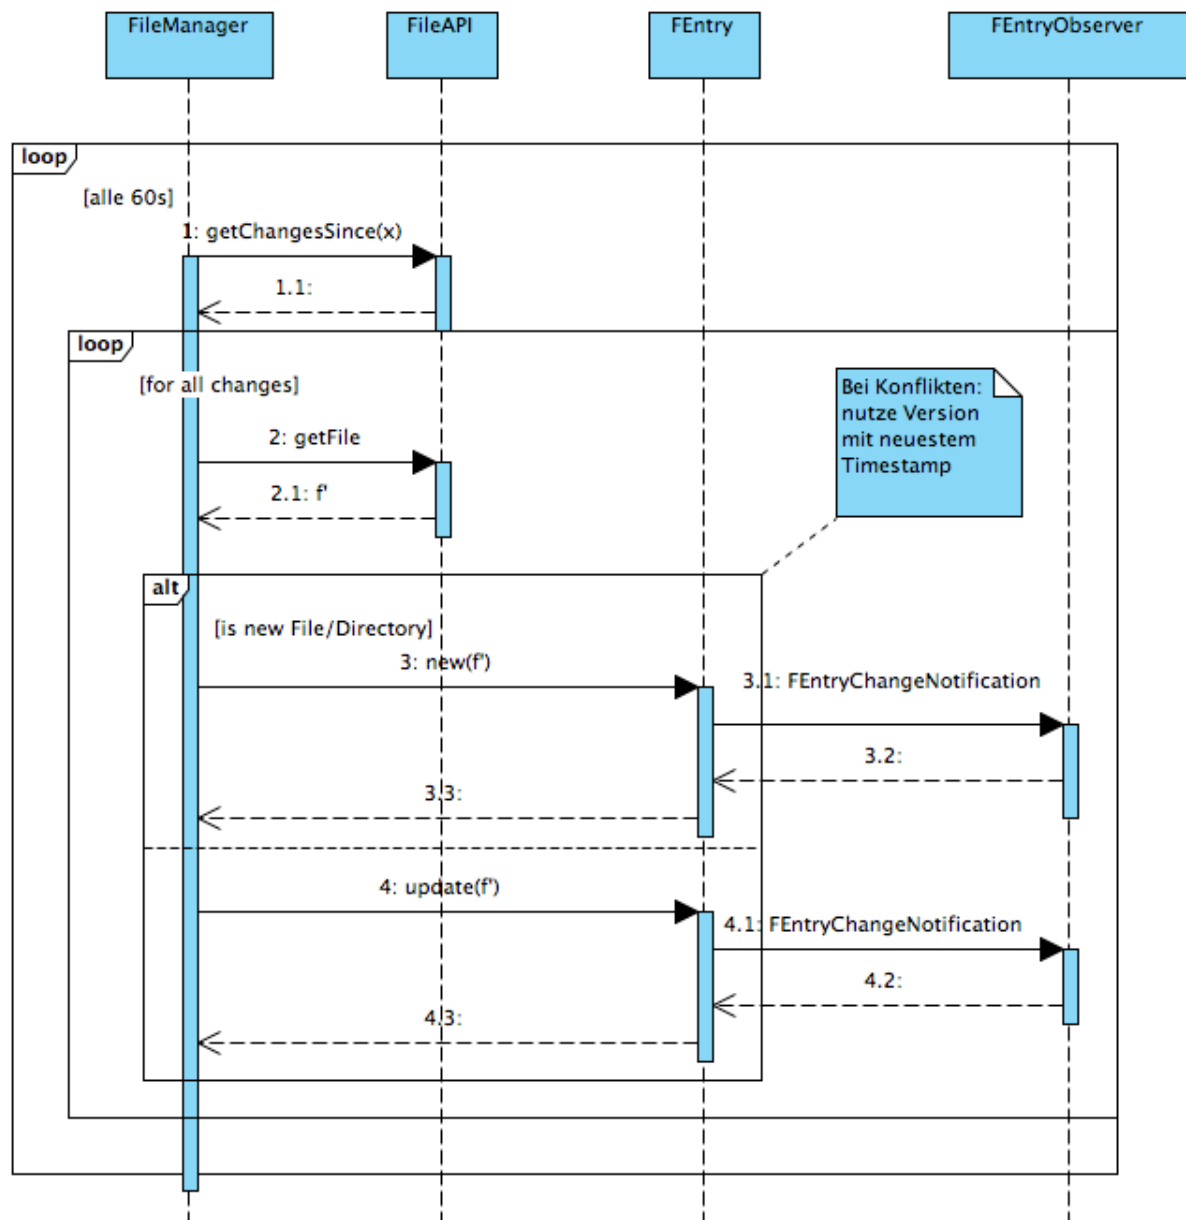 FileManager
FileAPI
FEntry
FEntryObserver
loop
[alle 60s]
1: getChangesSince(x)
1.1:
loop
[for all changes]
Bei Konflikten:
nutze Version
mit neuestem
Timestamp
2: getFile
2.1: f'
alt
[is new File/Directory]
3: new(f')
3.1: FEntryChangeNotification
3.2:
3.3:
4: update(f')
4.1: FEntryChangeNotification
4.2:
4.3: